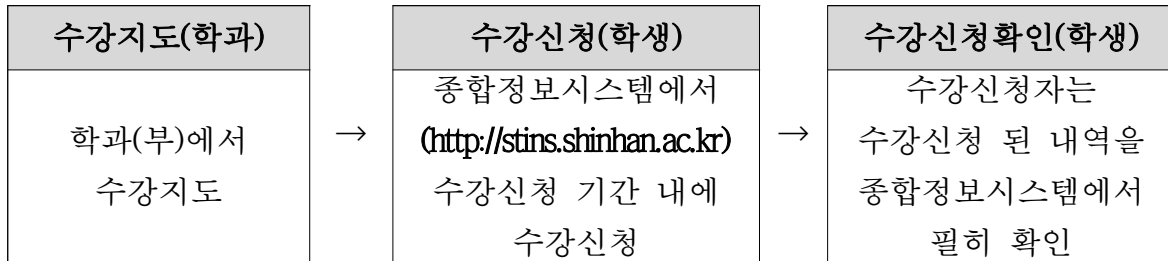 수강지도(학과)
학과(부)에서
수강지도
→
수강신청(학생)
종합정보시스템에서
(http://stins.shinhan.ac.kr)
수강신청 기간 내에
수강신청
→
수강신청확인(학생)
수강신청자는
수강신청 된 내역을
종합정보시스템에서
필히 확인